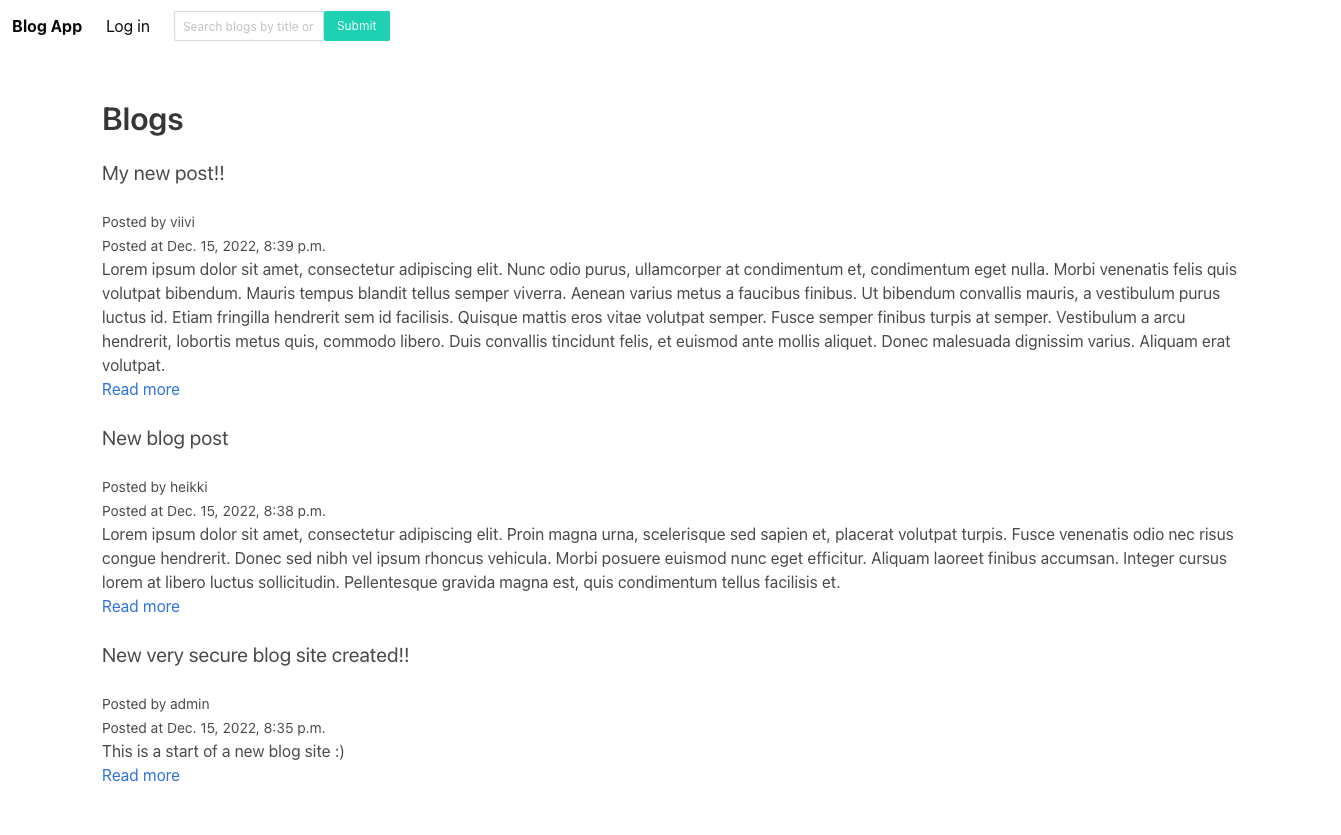 Blog App Log in Search blogs by title or Submit
Blogs
My new post!!
Posted by viivi
Posted at Dec. 15, 2022, 8:39 p.m.
Lorem ipsum dolor sit amet, consectetur adipiscing elit. Nunc odio purus, ullamcorper at condimentum et, condimentum eget nulla. Morbi venenatis felis quis
volutpat bibendum. Mauris tempus blandit tellus semper viverra. Aenean varius metus a faucibus finibus. Ut bibendum convallis mauris, a vestibulum purus
luctus id. Etiam fringilla hendrerit sem id facilisis. Quisque mattis eros vitae volutpat semper. Fusce semper finibus turpis at semper. Vestibulum a arcu
hendrerit, lobortis metus quis, commodo libero. Duis convallis tincidunt felis, et euismod ante mollis aliquet. Donec malesuada dignissim varius. Aliquam erat
volutpat.
Read more
New blog post
Posted by heikki
Posted at Dec. 15, 2022, 8:38 p.m.
Lorem ipsum dolor sit amet, consectetur adipiscing elit. Proin magna urna, scelerisque sed sapien et, placerat volutpat turpis. Fusce venenatis odio nec risus
congue hendrerit. Donec sed nibh vel ipsum rhoncus vehicula. Morbi posuere euismod nunc eget efficitur. Aliquam laoreet finibus accumsan. Integer cursus
lorem at libero luctus sollicitudin. Pellentesque gravida magna est, quis condimentum tellus facilisis et.
Read more
New very secure blog site created!!
Posted by admin
Posted at Dec. 15, 2022, 8:35 p.m.
This is a start of a new blog site :)
Read more